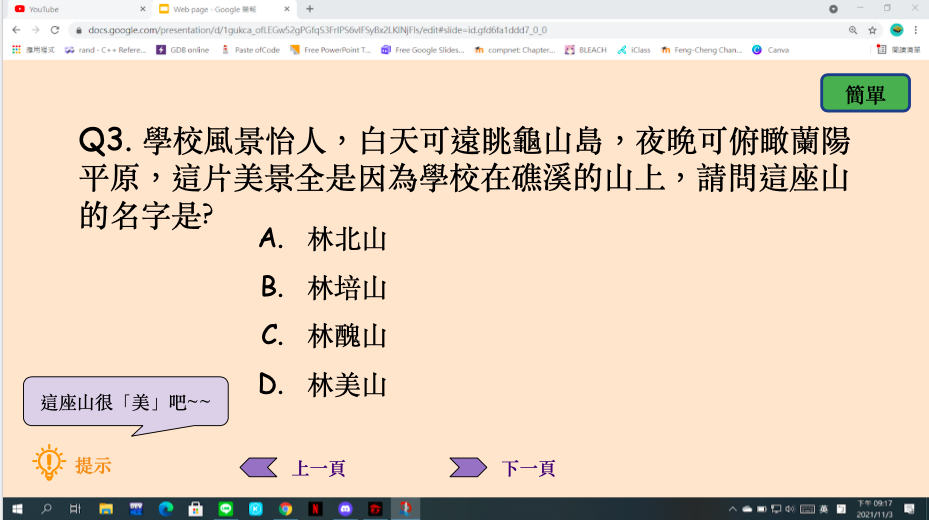 YouTube
Web page - Google 簡報
docs.google.com/presentation/d/1gukca_ofLEGw52gPGfqS3FrIPS6vlFSyBx2LKlNjFIs/edit#slide=id.gfd6fa1ddd7_0_0
應用程式 rand - C++ Refere... GDB online Paste ofCode Free PowerPoint T... Free Google Slides... compnet: Chapter... BLEACH iClass Feng-Cheng Chan... Canva 閱讀清單
簡單
Q3. 學校風景怡人，白天可遠眺龜山島，夜晚可俯瞰蘭陽
平原，這片美景全是因為學校在礁溪的山上，請問這座山
的名字是?
A. 林北山
B. 林培山
C. 林醜山
D. 林美山
這座山很「美」吧~~
提示
上一頁
下一頁
英
下午 09:17
2021/11/3